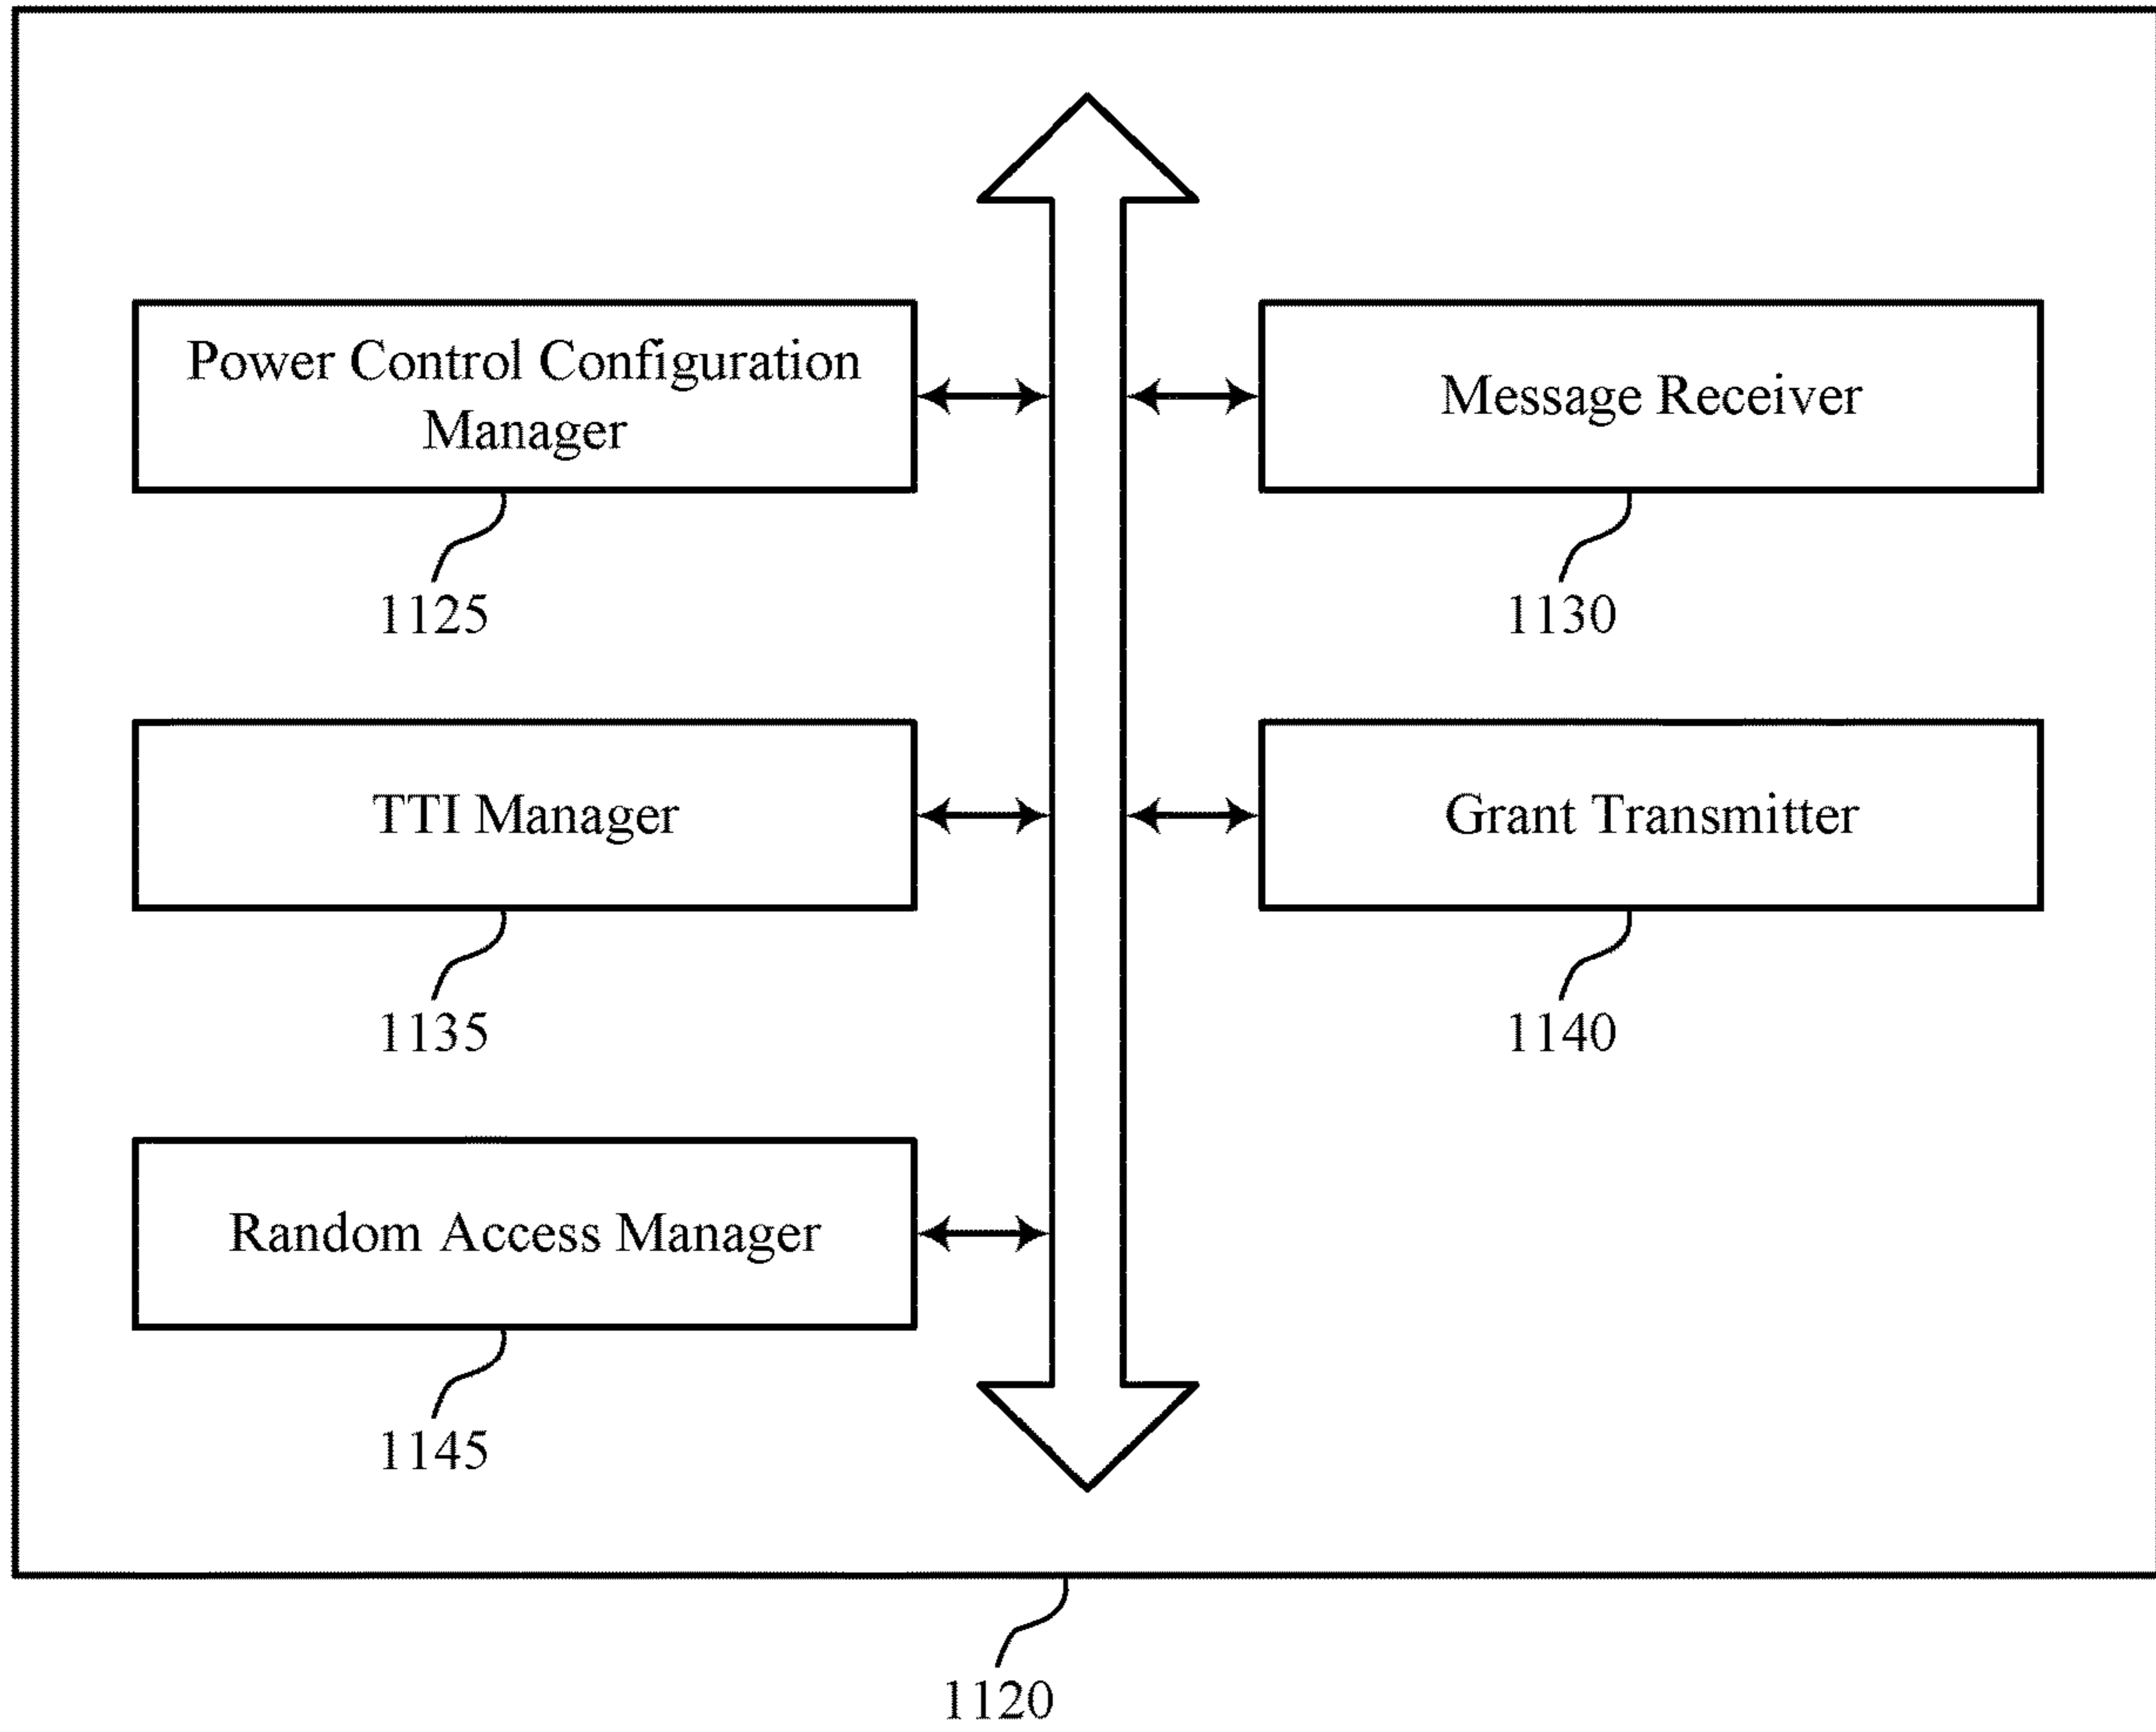 Power Control Configuration
Manager
1125
Message Receiver
1130
TTI Manager
1135
Grant Transmitter
1140
Random Access Manager
1145
1120